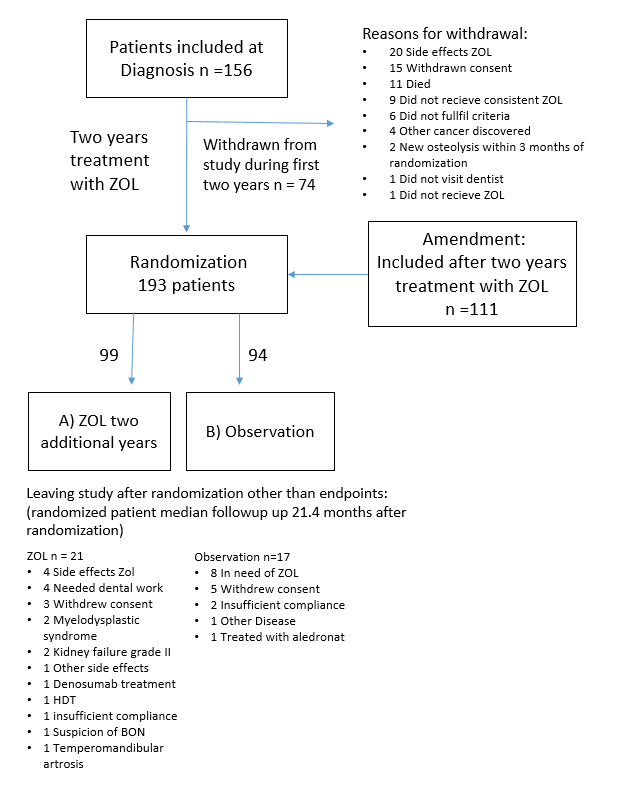 Patients included at
Diagnosis n =156
Reasons for withdrawal:
• 20 Side effects ZOL
• 15 Withdrawn consent
• 11 Died
• 9 Did not recieve consistent ZOL
• 6 Did not fullfil criteria
• 4 Other cancer discovered
• 2 New osteolysis within 3 months of
randomization
• 1 Did not visit dentist
• 1 Did not recieve ZOL
Two years
treatment
with ZOL
Withdrawn from
study during first
two years n = 74
Randomization
193 patients
Amendment:
Included after two years
treatment with ZOL
n =111
99
94
A) ZOL two
additional years
B) Observation
Leaving study after randomization other than endpoints:
(randomized patient median followup up 21.4 months after
randomization)
ZOL n = 21
• 4 Side effects Zol
• 4 Needed dental work
• 3 Withdrew consent
• 2 Myelodysplastic
syndrome
• 2 Kidney failure grade II
• 1 Other side effects
• 1 Denosumab treatment
• 1 HDT
• 1 insufficient compliance
• 1 Suspicion of BON
• 1 Temperomandibular
artrosis
Observation n=17
• 8 In need of ZOL
• 5 Withdrew consent
• 2 Insufficient compliance
• 1 Other Disease
• 1 Treated with aledronat